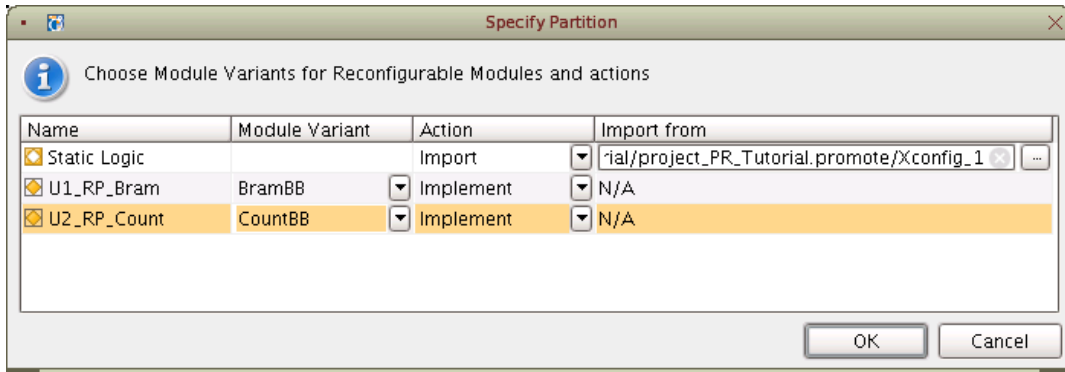 Specify Partition
Choose Module Variants for Reconfigurable Modules and actions
Name Module Variant Action Import from
Static Logic Import rial/project_PR_Tutorial.promote/Xconfig_1 ...
U1_RP_Bram BramBB Implement N/A
U2_RP_Count CountBB Implement N/A
OK Cancel